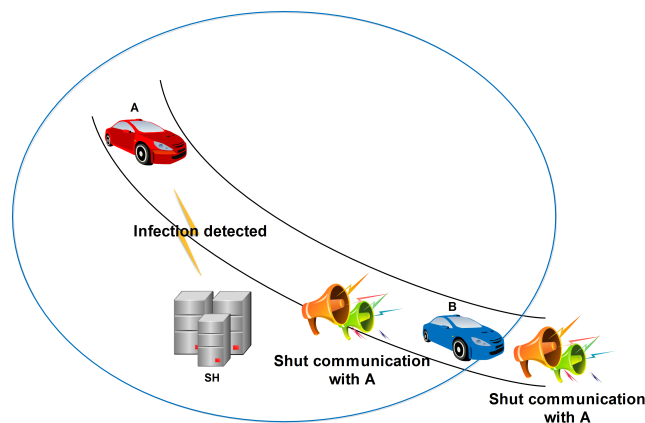 A
Infection detected
B
SH
Shut communication
with A
Shut communication
with A